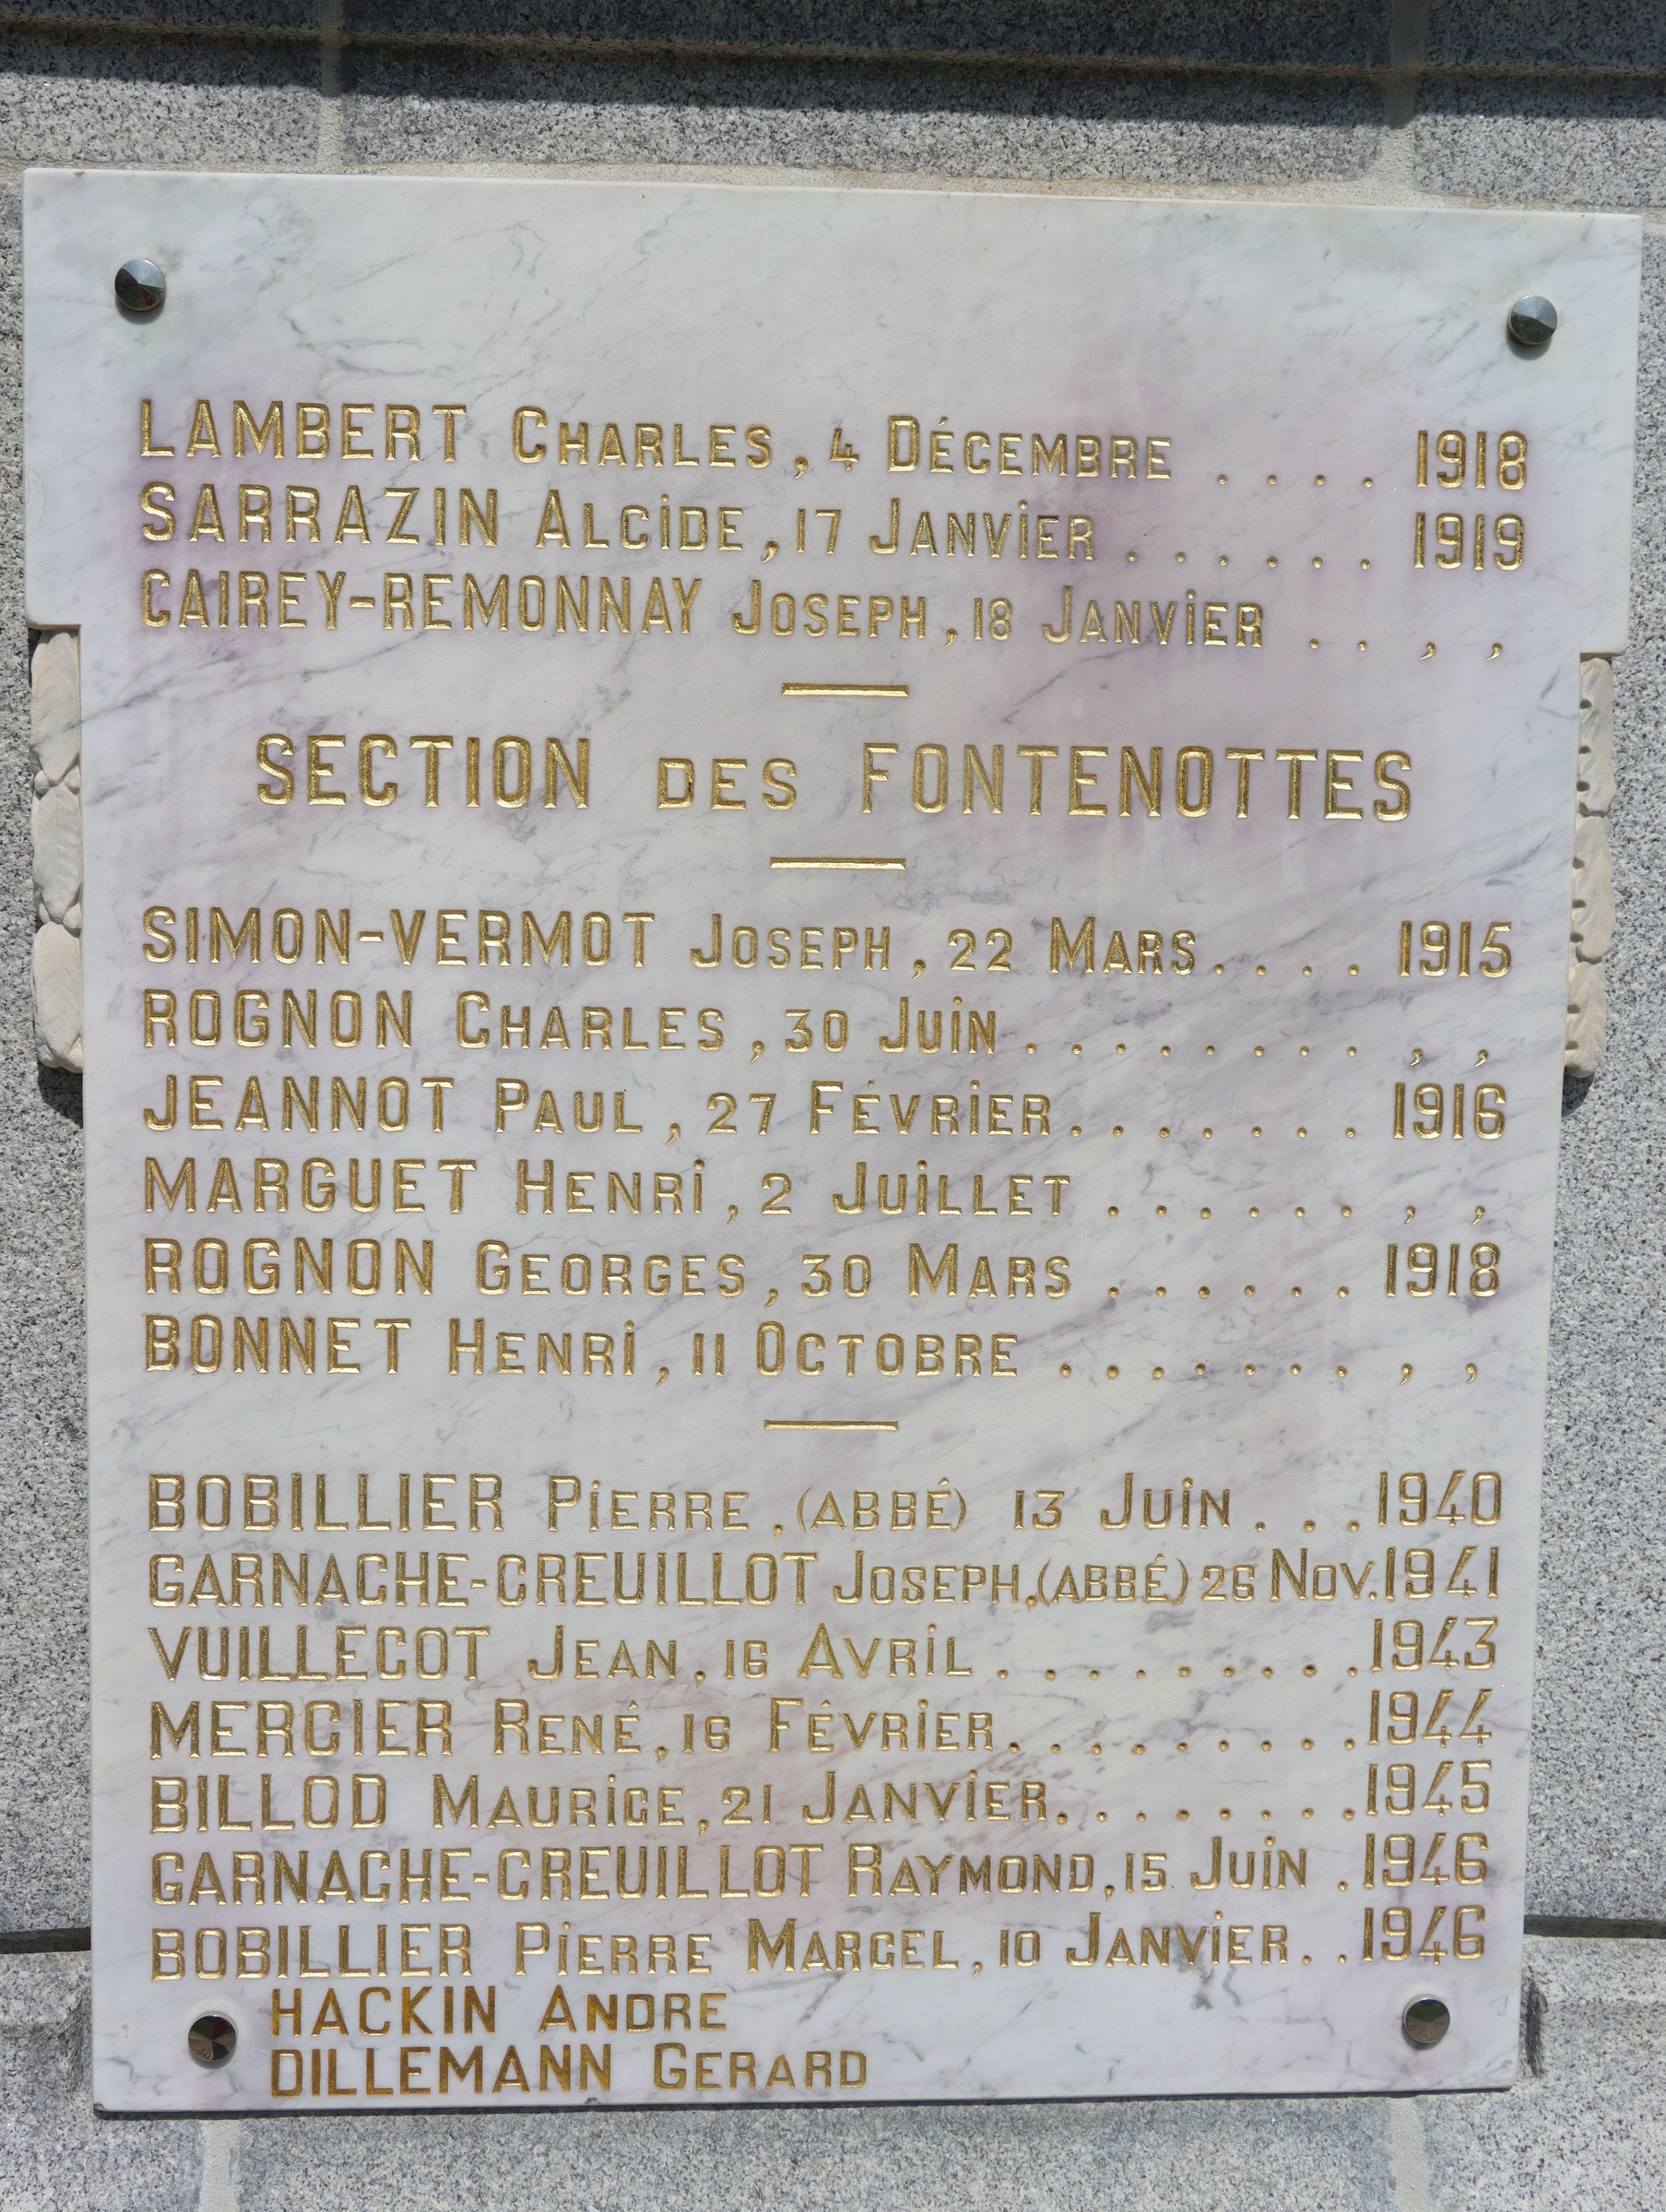 LAMBERT CHARLES, 4 DÉCEMBRE . . . . 1918
SARRAZIN ALCIDE, 17 JANVIER . . . . . . 1919
CAIREY-REMONNAY JOSEPH, 18 JANVIER . . , ,
SECTION DES FONTENOTTES
SIMON-VERMOT JOSEPH, 22 MARS . . . . 1915
ROGNON CHARLES, 30 JUIN . . . . . . . . , ,
JEANNOT PAUL, 27 FÉVRIER . . . . . . . 1916
MARGUET HENRI, 2 JUILLET . . . . . . , ,
ROGNON GEORGES, 30 MARS . . . . . . 1918
BONNET HENRI, 11 OCTOBRE . . . . . . . , ,
BOBILLIER PIERRE, (ABBÉ) 13 JUIN . . . 1940
GARNACHE-CREUILLOT JOSEPH, (ABBÉ) 26 NOV. 1941
VUILLECOT JEAN, 16 AVRIL . . . . . . . . . 1943
MERCIER RENÉ, 16 FÉVRIER . . . . . . . . . 1944
BILLOD MAURICE, 21 JANVIER . . . . . . . . 1945
GARNACHE-CREUILLOT RAYMOND, 15 JUIN . 1946
BOBILLIER PIERRE MARCEL, 10 JANVIER . . 1946
HACKIN ANDRE
DILLEMANN GERARD